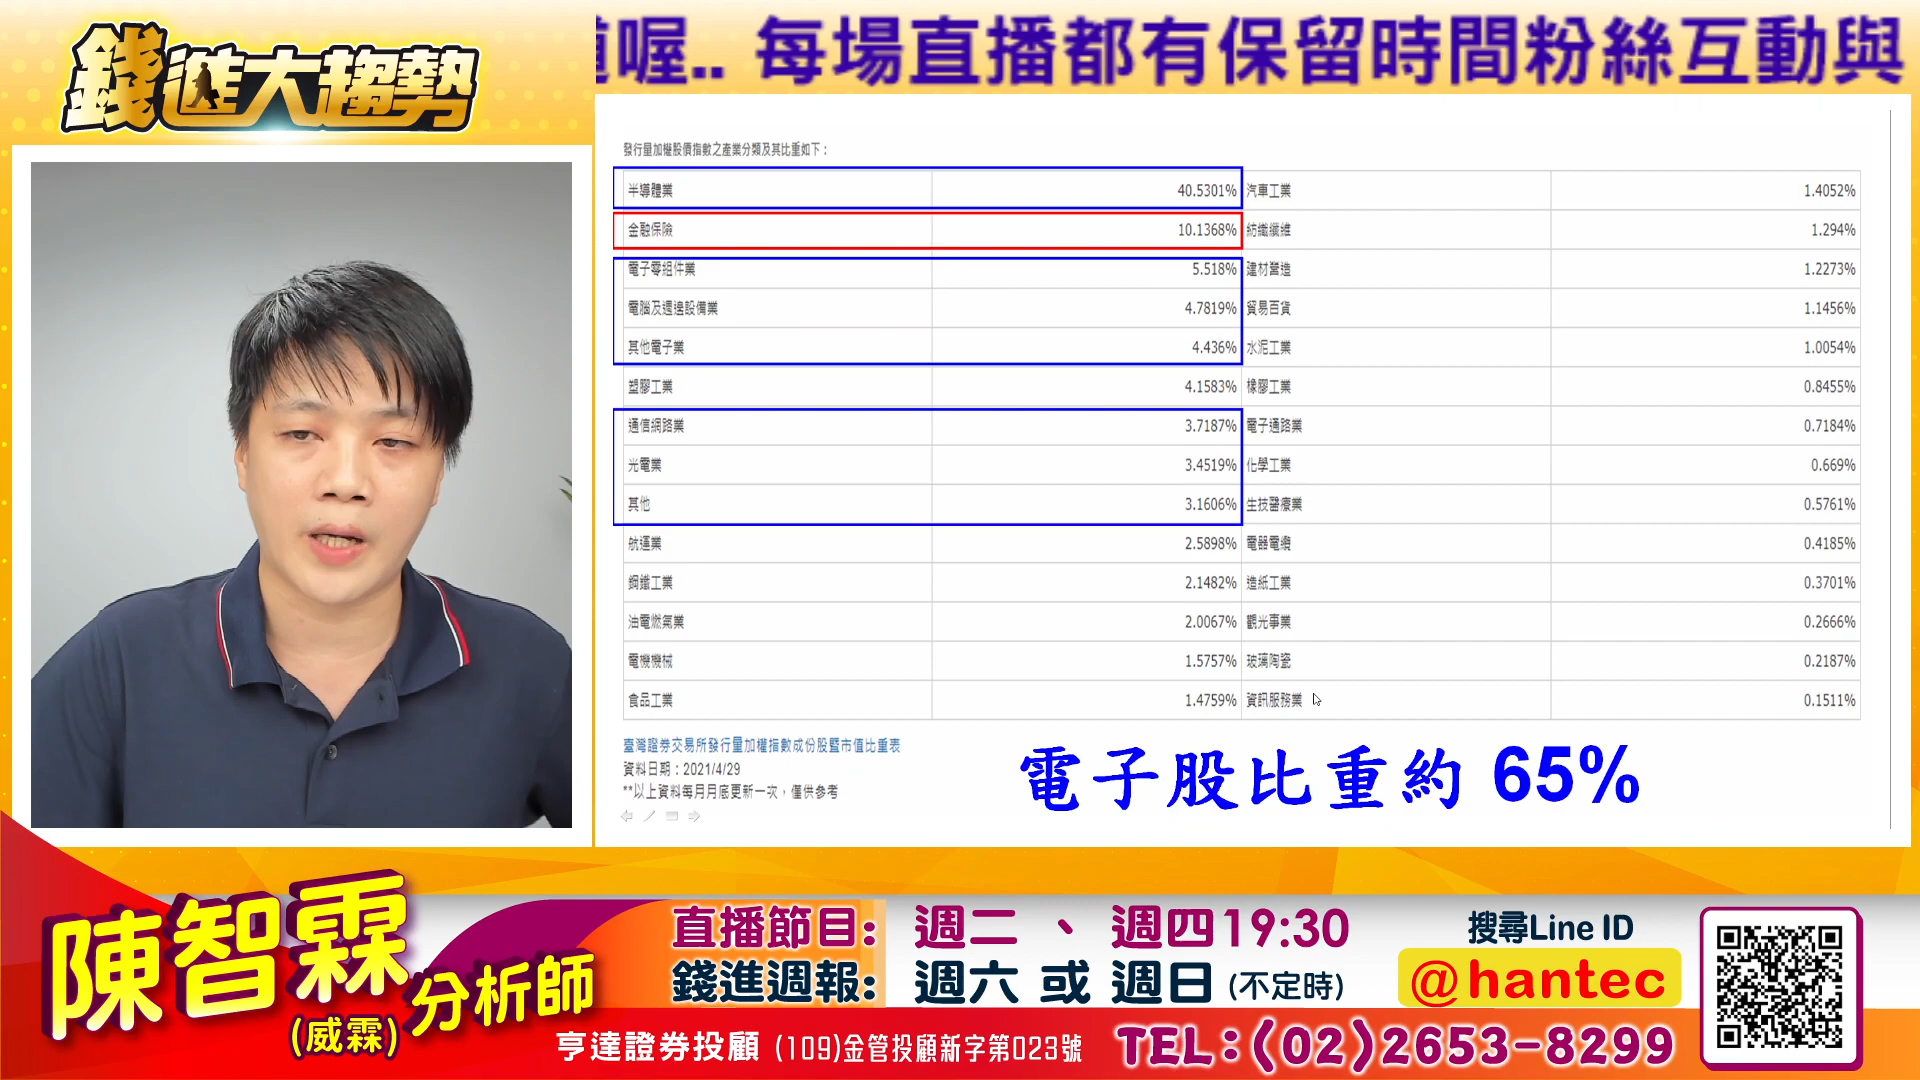 錢進大趨勢
喔.. 每場直播都有保留時間粉絲互動與
發行量加權股價指數之產業分類及其比重如下：
半導體業 40.5301% 汽車工業 1.4052%
金融保險 10.1368% 紡織纖維 1.294%
電子零組件業 5.518% 建材營造 1.2273%
電腦及週邊設備業 4.7819% 貿易百貨 1.1456%
其他電子業 4.436% 水泥工業 1.0054%
塑膠工業 4.1583% 橡膠工業 0.8455%
通信網路業 3.7187% 電子通路業 0.7184%
光電業 3.4519% 化學工業 0.669%
其他 3.1606% 生技醫療業 0.5761%
航運業 2.5898% 電器電纜 0.4185%
鋼鐵工業 2.1482% 造紙工業 0.3701%
油電燃氣業 2.0067% 觀光事業 0.2666%
電機機械 1.5757% 玻璃陶瓷 0.2187%
食品工業 1.4759% 資訊服務業 0.1511%
臺灣證券交易所發行量加權指數成份股暨市值比重表
資料日期：2021/4/29
**以上資料每月月底更新一次，僅供參考
電子股比重約 65%
陳智霖
(威霖)
分析師
直播節目: 週二 、 週四19:30
錢進週報: 週六 或 週日 (不定時)
搜尋Line ID
@hantec
亨達證券投顧 (109)金管投顧新字第023號
TEL:(02)2653-8299